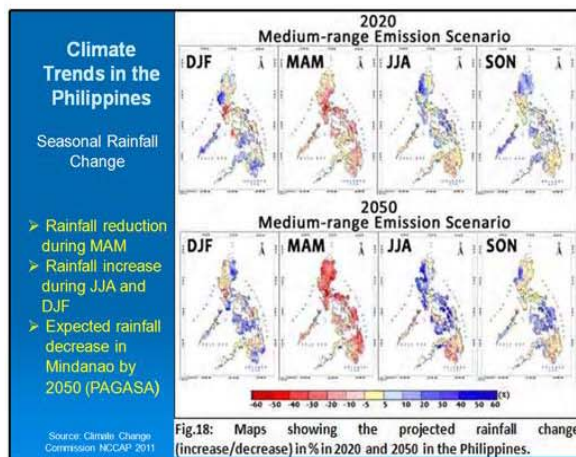 Climate
Trends in the
Philippines
Seasonal Rainfall
Change
➢ Rainfall reduction
during MAM
➢ Rainfall increase
during JJA and
DJF
➢ Expected rainfall
decrease in
Mindanao by
2050 (PAGASA)
Source: Climate Change
Commission NCCAP 2011
2020
Medium-range Emission Scenario
DJF
MAM
JJA
SON
2050
Medium-range Emission Scenario
DJF
MAM
JJA
SON
-60 -50 -40 -30 -20 -10 -5 5 10 20 30 40 50 60 (%)
Fig.18: Maps showing the projected rainfall change
(increase/decrease) in % in 2020 and 2050 in the Philippines.